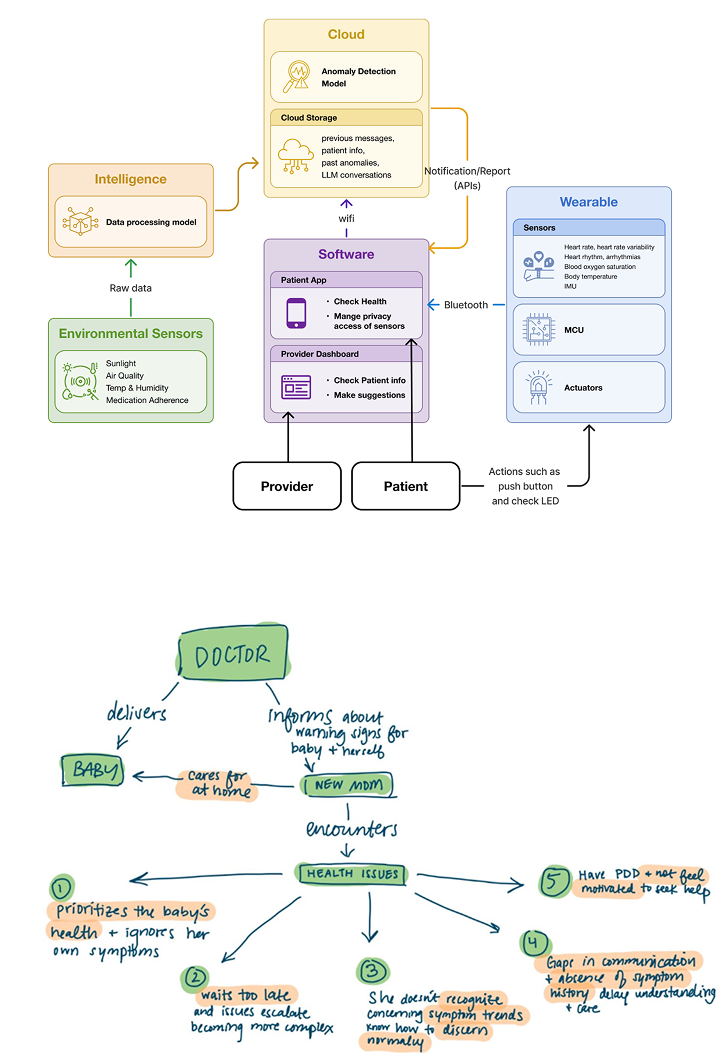 Cloud
Anomaly Detection
Model
Cloud Storage
previous messages,
patient info,
past anomalies,
LLM conversations
Notification/Report
(APIs)
Intelligence
Data processing model
Raw data
Environmental Sensors
Sunlight
Air Quality
Temp & Humidity
Medication Adherence
wifi
Software
Patient App
• Check Health
• Mange privacy
access of sensors
Provider Dashboard
• Check Patient info
• Make suggestions
Bluetooth
Wearable
Sensors
Heart rate, heart rate variability
Heart rhythm, arrhythmias
Blood oxygen saturation
Body temperature
IMU
MCU
Actuators
Provider
Patient
Actions such as
push button
and check LED
DOCTOR
delivers
informs about
warning signs for
baby + herself
BABY
cares for
at home
NEW MOM
encounters
HEALTH ISSUES
1
prioritizes the baby's
health + ignores her
own symptoms
2
waits too late
and issues escalate
becoming more complex
3
She doesn't recognize
concerning symptom trends
know how to discern
normalcy
4
Gaps in communication
+ absence of symptom
history delay understanding
+ care
5
Have PDD + not feel
motivated to seek help